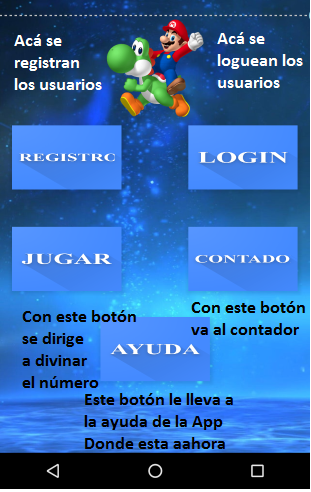 Acá se
registran
los usuarios
Acá se
loguean los
usuarios
REGISTRO
LOGIN
JUGAR
CONTADO
Con este botón
se dirige
a divinar
el número
Con este botón
va al contador
AYUDA
Este botón le lleva a
la ayuda de la App
Donde esta aahora